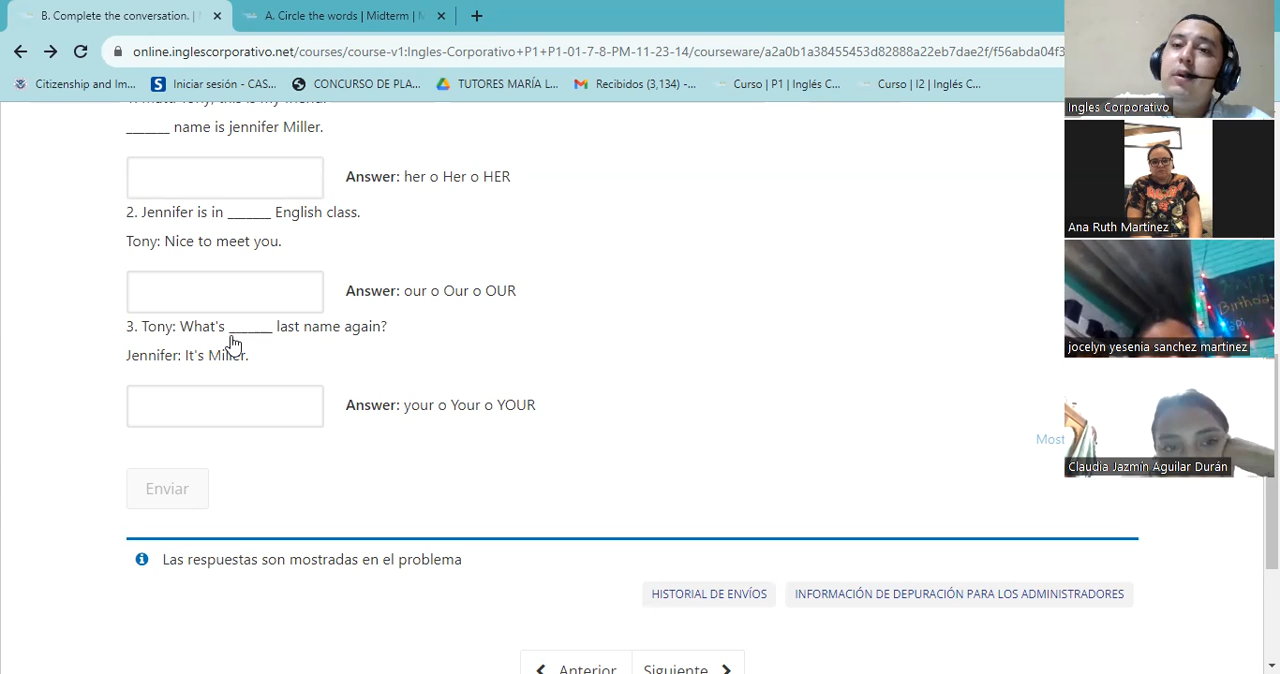 B. Complete the conversation. |
A. Circle the words | Midterm |
online.inglescorporativo.net/courses/course-v1:Ingles-Corporativo+P1+P1-01-7-8-PM-11-23-14/courseware/a2a0b1a38455453d82888a22eb7dae2f/f56abda04f3
Citizenship and Im...
Iniciar sesión - CAS...
CONCURSO DE PLA...
TUTORES MARÍA L...
Recibidos (3,134) -...
Curso | P1 | Inglés C...
Curso | I2 | Inglés C...
_______ name is jennifer Miller.
Answer: her o Her o HER
2. Jennifer is in _______ English class.
Tony: Nice to meet you.
Answer: our o Our o OUR
3. Tony: What's _______ last name again?
Jennifer: It's Miller.
Answer: your o Your o YOUR
Most
Enviar
Las respuestas son mostradas en el problema
HISTORIAL DE ENVÍOS
INFORMACIÓN DE DEPURACIÓN PARA LOS ADMINISTRADORES
Anterior
Siguiente
Ingles Corporativo
Ana Ruth Martinez
Birthday
jocelyn yesenia sanchez martinez
Claudia Jazmin Aguilar Durán